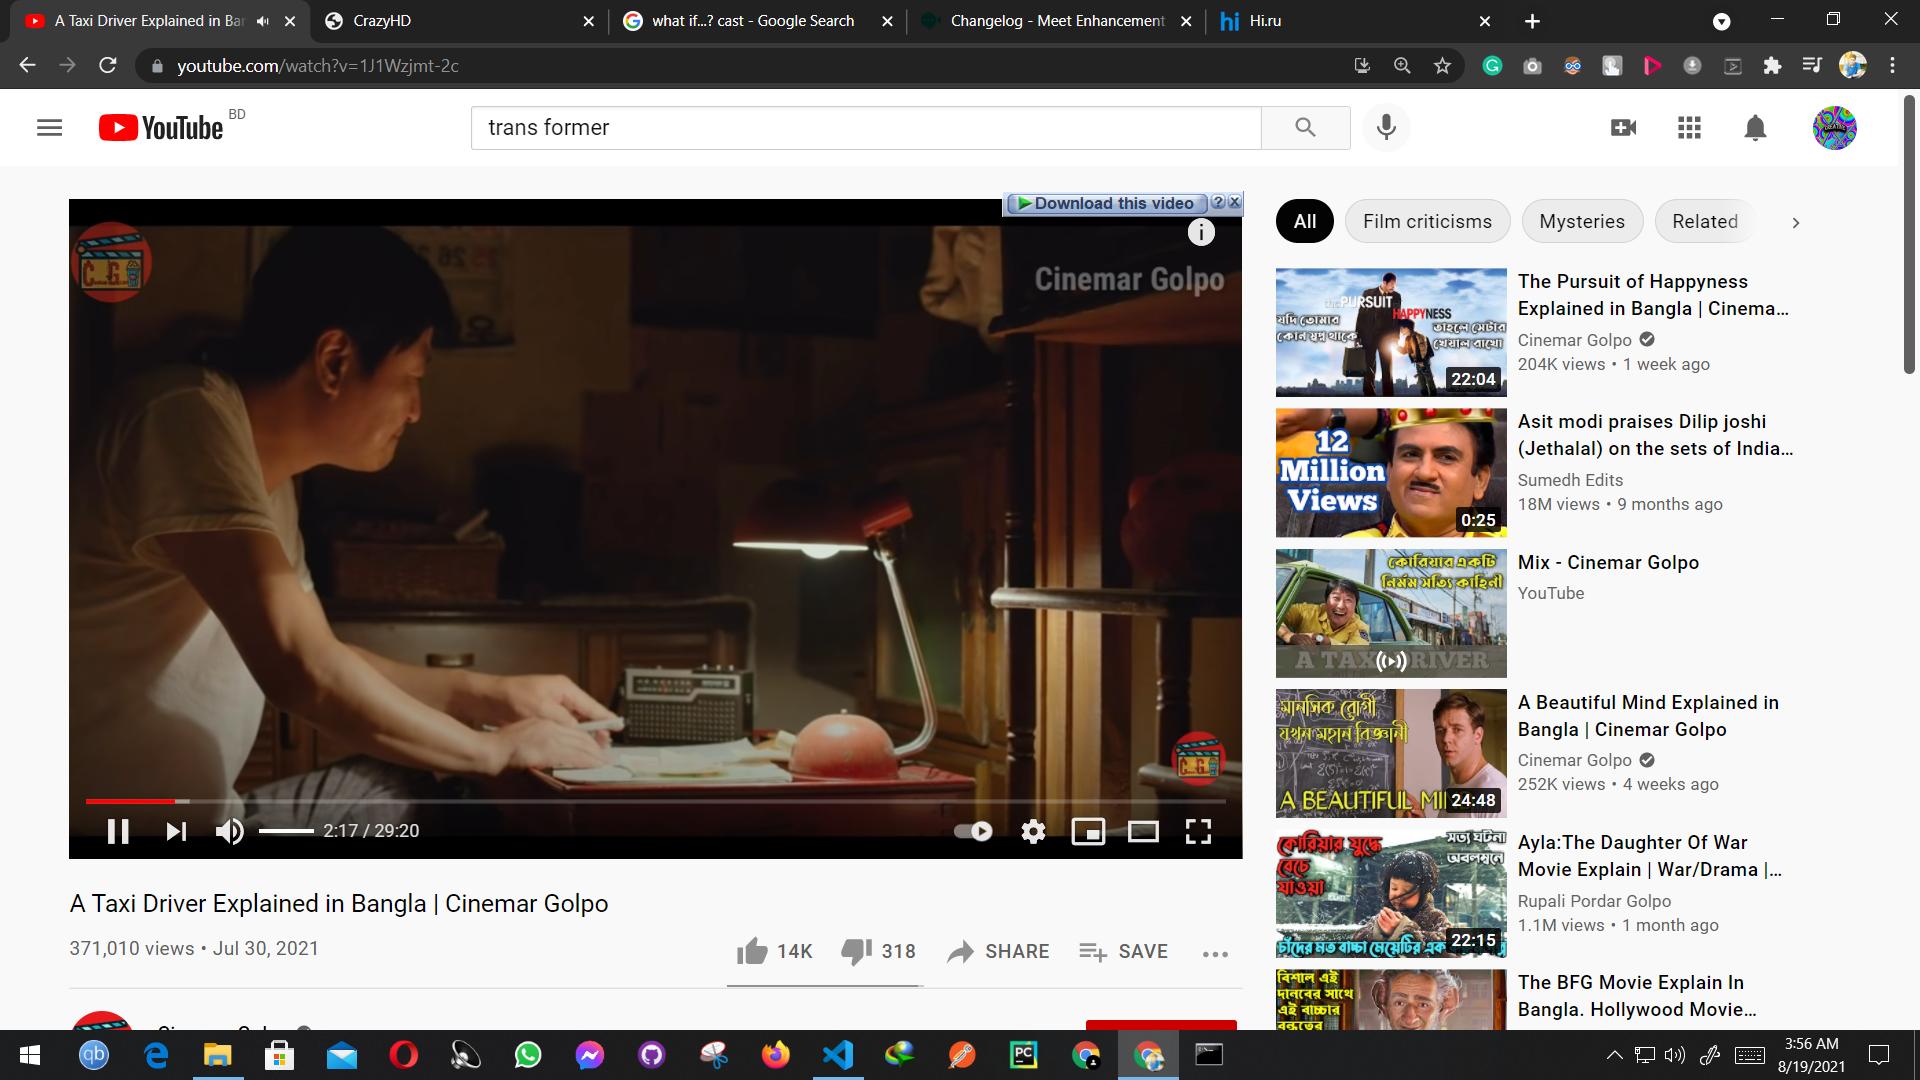 A Taxi Driver Explained in Ba
CrazyHD
what if...? cast - Google Search
Changelog - Meet Enhancement
Hi.ru
youtube.com/watch?v=1J1Wzjmt-2c
YouTube BD
trans former
Download this video
Cinemar Golpo
2:17 / 29:20
A Taxi Driver Explained in Bangla | Cinemar Golpo
371,010 views • Jul 30, 2021
14K
318
SHARE
SAVE
All
Film criticisms
Mysteries
Related
PURSUIT
HAPPYNESS
যদি তোমার
কোন স্বপ্ন থাকে
তাহলে সেটার
খেয়াল রাখো
22:04
The Pursuit of Happyness
Explained in Bangla | Cinema...
Cinemar Golpo
204K views • 1 week ago
12
Million
Views
0:25
Asit modi praises Dilip joshi
(Jethalal) on the sets of India...
Sumedh Edits
18M views • 9 months ago
কোরিয়ার একটি
নির্মম সত্যি কাহিনী
A TAXI DRIVER
Mix - Cinemar Golpo
YouTube
মানসিক রোগী
যখন মহান বিজ্ঞানী
A BEAUTIFUL MI
24:48
A Beautiful Mind Explained in
Bangla | Cinemar Golpo
Cinemar Golpo
252K views • 4 weeks ago
কোরিয়ার যুদ্ধে
বেচে
যাওয়া
সত্য ঘটনা
অবলম্বনে
চাঁদের মত বাচ্চা মেয়েটির এক
22:15
Ayla:The Daughter Of War
Movie Explain | War/Drama |...
Rupali Pordar Golpo
1.1M views • 1 month ago
বিশাল এই
দানবের সাথে
এই বাচ্চার
The BFG Movie Explain In
Bangla. Hollywood Movie...
3:56 AM
8/19/2021